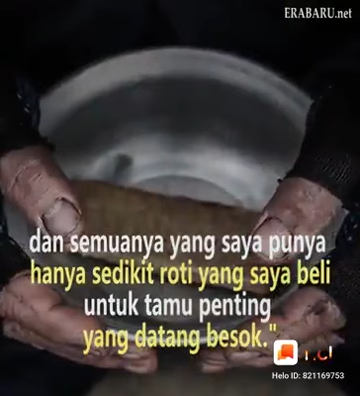 ERABARU.net
dan semuanya yang saya punya
hanya sedikit roti yang saya beli
untuk tamu penting
yang datang besok."
Helo ID: 821169753